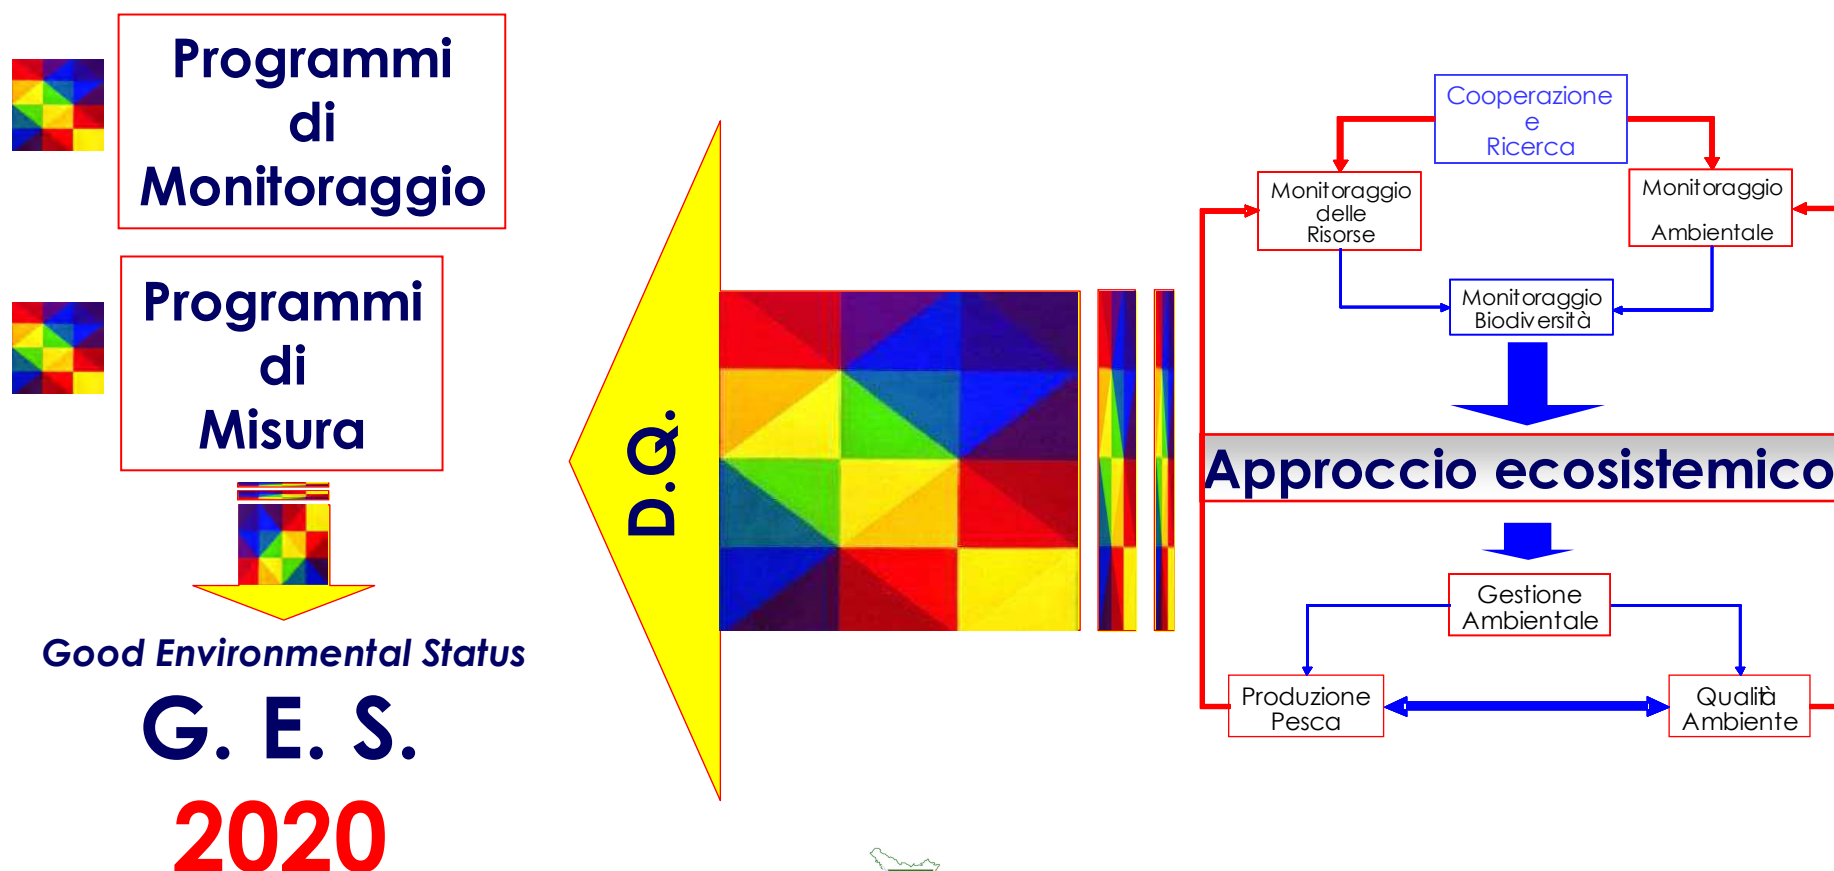 Programmi
di
Monitoraggio
Programmi
di
Misura
Good Environmental Status
G. E. S.
2020
D.Q.
Cooperazione
e
Ricerca
Monitoraggio
delle
Risorse
Monitoraggio
Ambientale
Monitoraggio
Biodiversità
Approccio ecosistemico
Gestione
Ambientale
Produzione
Pesca
Qualità
Ambiente